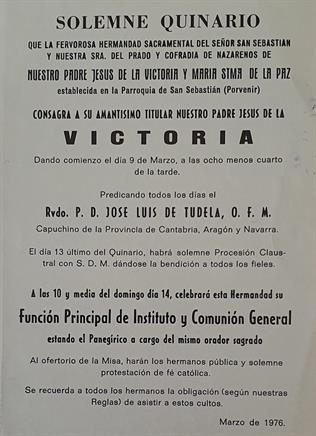 SOLEMNE QUINARIO
QUE LA FERVOROSA HERMANDAD SACRAMENTAL DEL SEÑOR SAN SEBASTIAN
Y NUESTRA SRA. DEL PRADO Y COFRADIA DE NAZARENOS DE
NUESTRO PADRE JESUS DE LA VICTORIA Y MARIA STMA DE LA PAZ
establecida en la Parroquia de San Sebastián (Porvenir)
CONSAGRA A SU AMANTISIMO TITULAR NUESTRO PADRE JESUS DE LA
VICTORIA
Dando comienzo el día 9 de Marzo, a las ocho menos cuarto
de la tarde.
Predicando todos los días el
Rvdo. P. D. JOSE LUIS DE TUDELA, O. F. M.
Capuchino de la Provincia de Cantabria, Aragón y Navarra.
El día 13 último del Quinario, habrá solemne Procesión Claus-
tral con S. D. M. dándose la bendición a todos los fieles.
A las 10 y media del domingo día 14, celebrará esta Hermandad su
Función Principal de Instituto y Comunión General
estando el Panegírico a cargo del mismo orador sagrado
Al ofertorio de la Misa, harán los hermanos pública y solemne
protestación de fé católica.
Se recuerda a todos los hermanos la obligación (según nuestras
Reglas) de asistir a estos cultos.
Marzo de 1976.